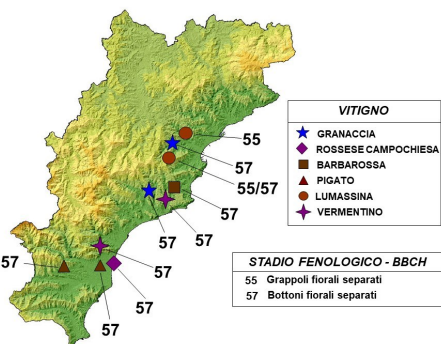 55
57
55/57
57
57
57
57
57
57
57
VITIGNO
GRANACCIA
ROSSESE CAMPOCHIESA
BARBAROSSA
PIGATO
LUMASSINA
VERMENTINO
STADIO FENOLOGICO - BBCH
55 Grappoli fiorali separati
57 Bottoni fiorali separati